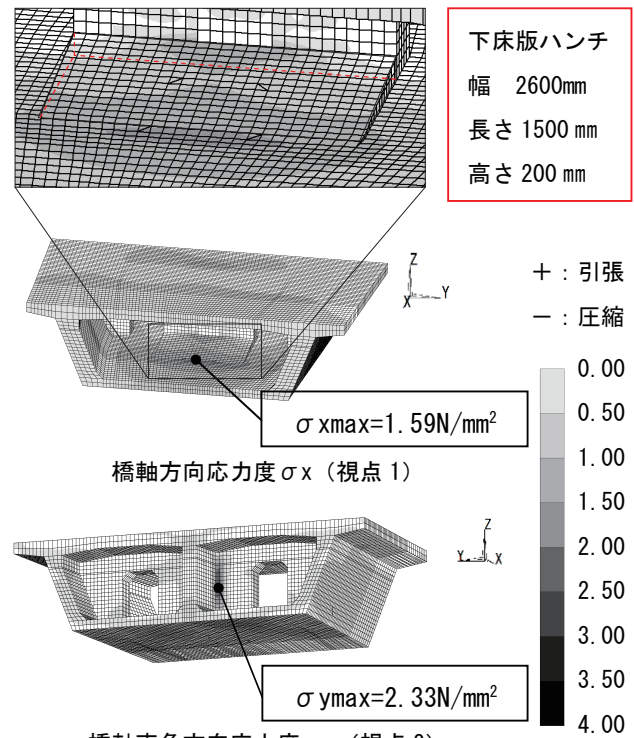 下床版ハンチ
幅 2600mm
長さ 1500 mm
高さ 200 mm
Z
X Y
＋：引張
－：圧縮
0.00
0.50
1.00
1.50
2.00
2.50
3.00
3.50
4.00
σxmax=1.59N/mm²
橋軸方向応力度σx（視点 1）
Z
Y X
σymax=2.33N/mm²